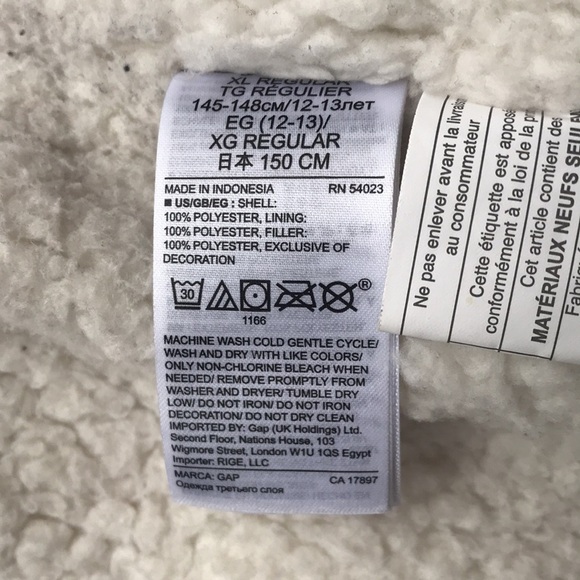 XL REGULAR
TG RÉGULIER
145-148см/12-13лет
EG (12-13)/
XG REGULAR
日本 150 CM
MADE IN INDONESIA RN 54023
■ US/GB/EG : SHELL:
100% POLYESTER, LINING:
100% POLYESTER, FILLER:
100% POLYESTER, EXCLUSIVE OF
DECORATION
30
®
1166
MACHINE WASH COLD GENTLE CYCLE/
WASH AND DRY WITH LIKE COLORS/
ONLY NON-CHLORINE BLEACH WHEN
NEEDED/ REMOVE PROMPTLY FROM
WASHER AND DRYER/ TUMBLE DRY
LOW/ DO NOT IRON/ DO NOT IRON
DECORATION/ DO NOT DRY CLEAN
IMPORTED BY: Gap (UK Holdings) Ltd.
Second Floor, Nations House, 103
Wigmore Street, London W1U 1QS Egypt
Importer: RIGE, LLC
MARCA: GAP CA 17897
Одежда третьего слоя
Ne pas enlever avant la livraison
au consommateur
Cette étiquette est apposée
conformément à la loi de la
Cet article contient des
MATÉRIAUX NEUFS